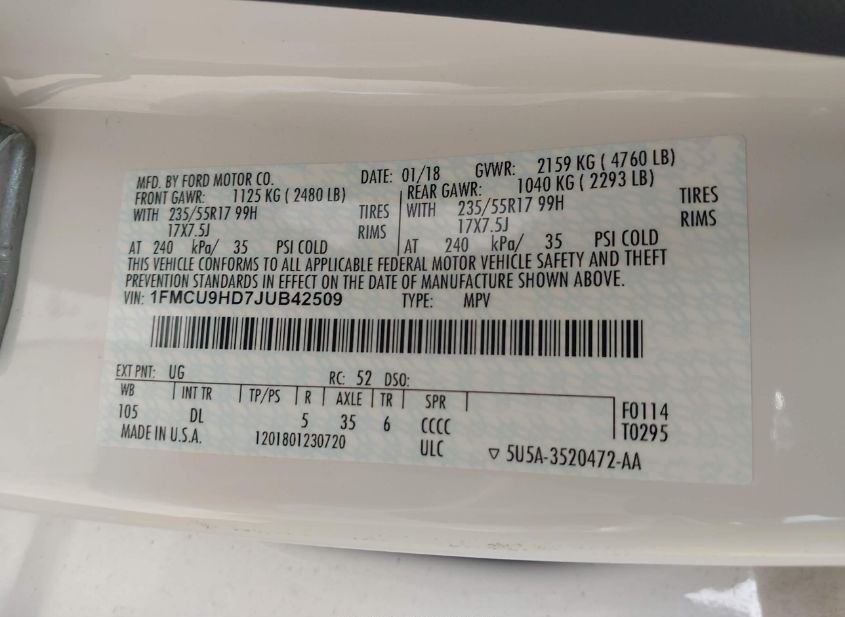 MFD. BY FORD MOTOR CO. DATE: 01/18 GVWR: 2159 KG ( 4760 LB)
FRONT GAWR: 1125 KG ( 2480 LB) REAR GAWR: 1040 KG ( 2293 LB)
WITH 235/55R17 99H TIRES WITH 235/55R17 99H TIRES
17X7.5J RIMS 17X7.5J RIMS
AT 240 kPa/ 35 PSI COLD AT 240 kPa/ 35 PSI COLD
THIS VEHICLE CONFORMS TO ALL APPLICABLE FEDERAL MOTOR VEHICLE SAFETY AND THEFT
PREVENTION STANDARDS IN EFFECT ON THE DATE OF MANUFACTURE SHOWN ABOVE.
VIN: 1FMCU9HD7JUB42509 TYPE: MPV
EXT PNT: UG RC: 52 DSO:
WB INT TR TP/PS R AXLE TR SPR F0114
105 DL 5 35 6 CCCC T0295
MADE IN U.S.A. 1201801230720 ULC ▽ 5U5A-3520472-AA